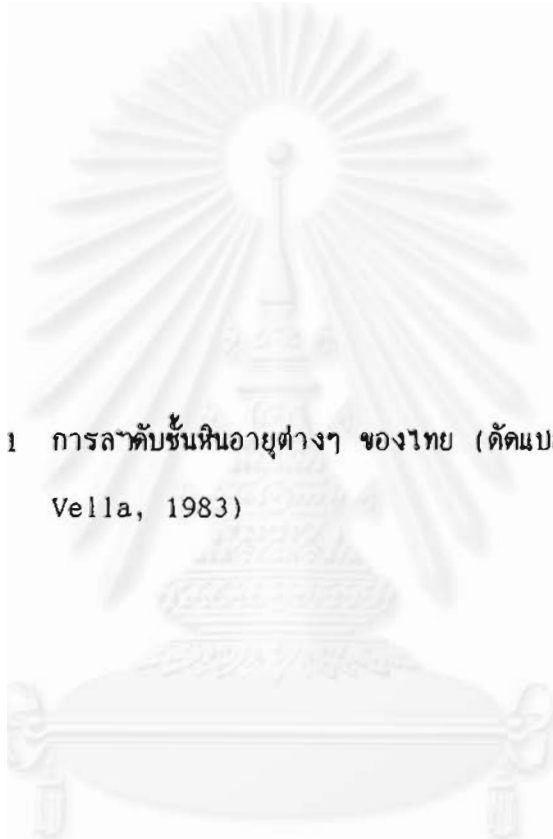 1 การลำดับชั้นหินอายุต่างๆ ของไทย (ดัดแป
Vella, 1983)